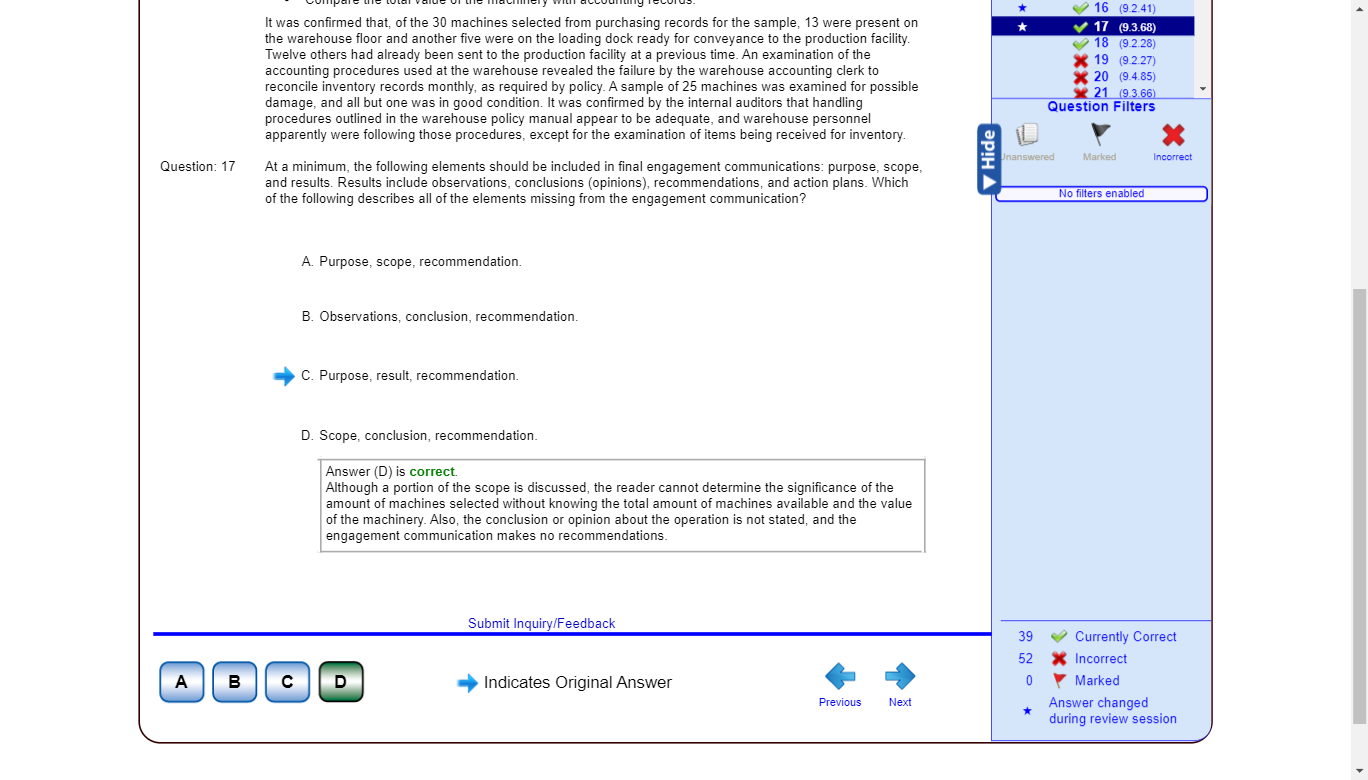 • Compare the total value of the machinery with accounting records.
It was confirmed that, of the 30 machines selected from purchasing records for the sample, 13 were present on
the warehouse floor and another five were on the loading dock ready for conveyance to the production facility.
Twelve others had already been sent to the production facility at a previous time. An examination of the
accounting procedures used at the warehouse revealed the failure by the warehouse accounting clerk to
reconcile inventory records monthly, as required by policy. A sample of 25 machines was examined for possible
damage, and all but one was in good condition. It was confirmed by the internal auditors that handling
procedures outlined in the warehouse policy manual appear to be adequate, and warehouse personnel
apparently were following those procedures, except for the examination of items being received for inventory.
Question: 17
At a minimum, the following elements should be included in final engagement communications: purpose, scope,
and results. Results include observations, conclusions (opinions), recommendations, and action plans. Which
of the following describes all of the elements missing from the engagement communication?
A. Purpose, scope, recommendation.
B. Observations, conclusion, recommendation.
C. Purpose, result, recommendation.
D. Scope, conclusion, recommendation.
Answer (D) is correct.
Although a portion of the scope is discussed, the reader cannot determine the significance of the
amount of machines selected without knowing the total amount of machines available and the value
of the machinery. Also, the conclusion or opinion about the operation is not stated, and the
engagement communication makes no recommendations.
Submit Inquiry/Feedback
A B C D
Indicates Original Answer
Previous Next
16 (9.2.41)
17 (9.3.68)
18 (9.2.28)
19 (9.2.27)
20 (9.4.85)
21 (9.3.66)
Question Filters
Hide
Unanswered Marked Incorrect
No filters enabled
39 Currently Correct
52 Incorrect
0 Marked
Answer changed
during review session